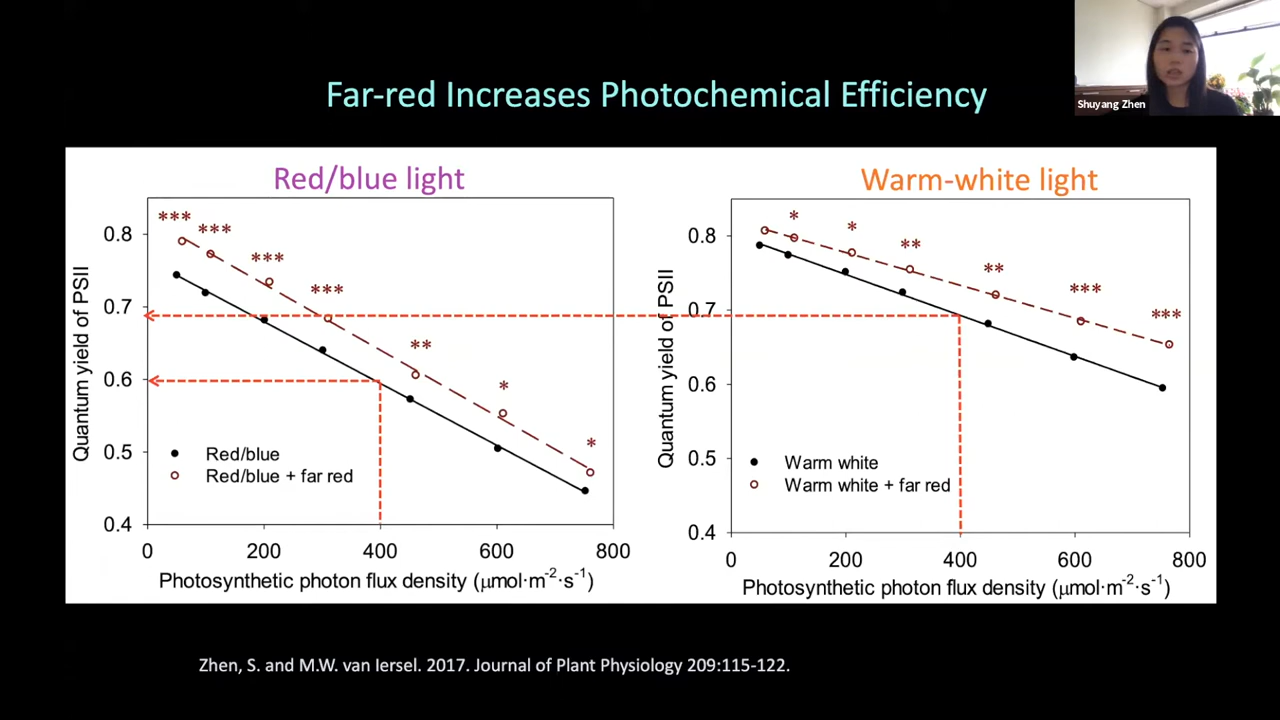 Far-red Increases Photochemical Efficiency
Shuyang Zhen
Red/blue light
Quantum yield of PSII
0.8
0.7
0.6
0.5
0.4
*** *** *** *** ** * *
Red/blue
Red/blue + far red
0 200 400 600 800
Photosynthetic photon flux density (μmol·m⁻²·s⁻¹)
Warm-white light
Quantum yield of PSII
0.8
0.7
0.6
0.5
0.4
* * ** ** *** ***
Warm white
Warm white + far red
0 200 400 600 800
Photosynthetic photon flux density (μmol·m⁻²·s⁻¹)
Zhen, S. and M.W. van Iersel. 2017. Journal of Plant Physiology 209:115-122.